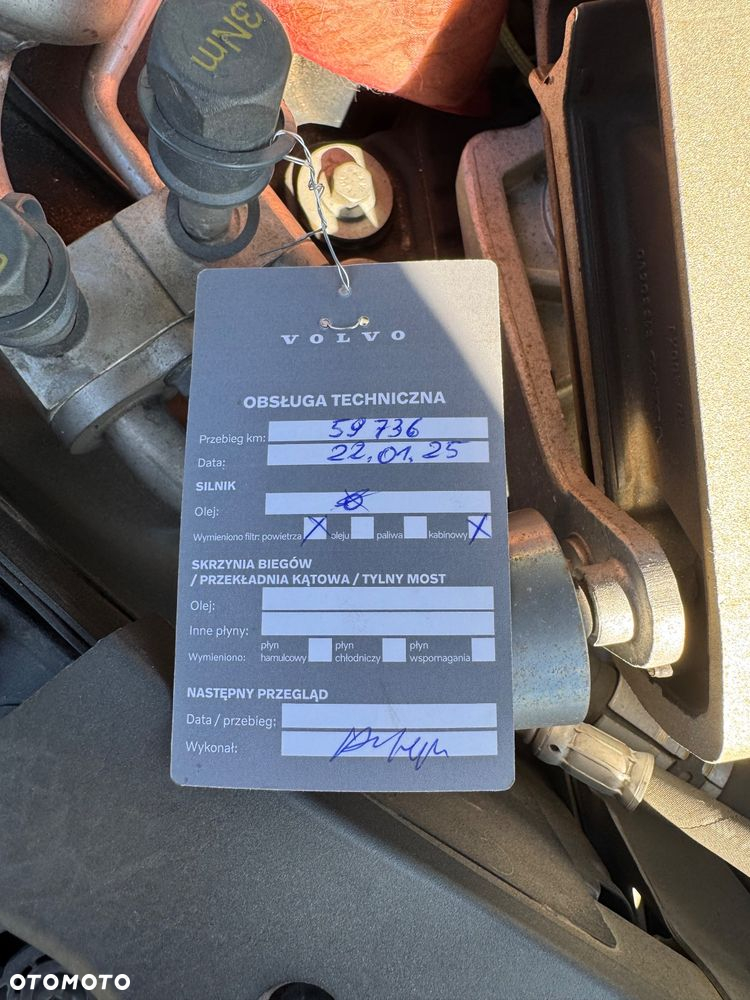 3Nm
VOLVO
OBSŁUGA TECHNICZNA
Przebieg km: 59 736
Data: 22.01.25
SILNIK
Olej:
Wymieniono filtr: powietrza X oleju paliwa kabinowy X
SKRZYNIA BIEGÓW
/ PRZEKŁADNIA KĄTOWA / TYLNY MOST
Olej:
Inne płyny:
Wymieniono: płyn hamulcowy płyn chłodniczy płyn wspomagania
NASTĘPNY PRZEGLĄD
Data / przebieg:
Wykonał:
OTOMOTO